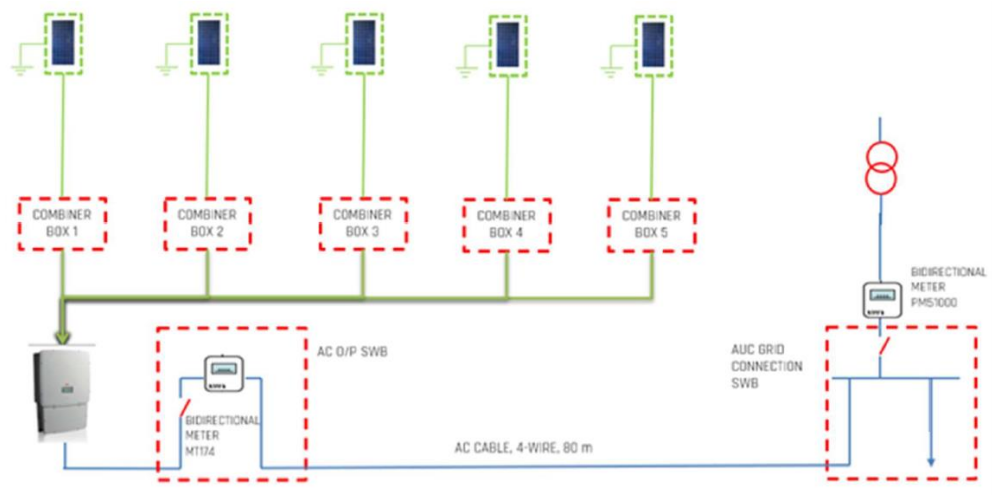 COMBINER
BOX 1
COMBINER
BOX 2
COMBINER
BOX 3
COMBINER
BOX 4
COMBINER
BOX 5
BIDIRECTIONAL
METER
PM51000
AC O/P SWB
AUC GRID
CONNECTION
SWB
BIDIRECTIONAL
METER
MT174
AC CABLE, 4-WIRE, 80 m